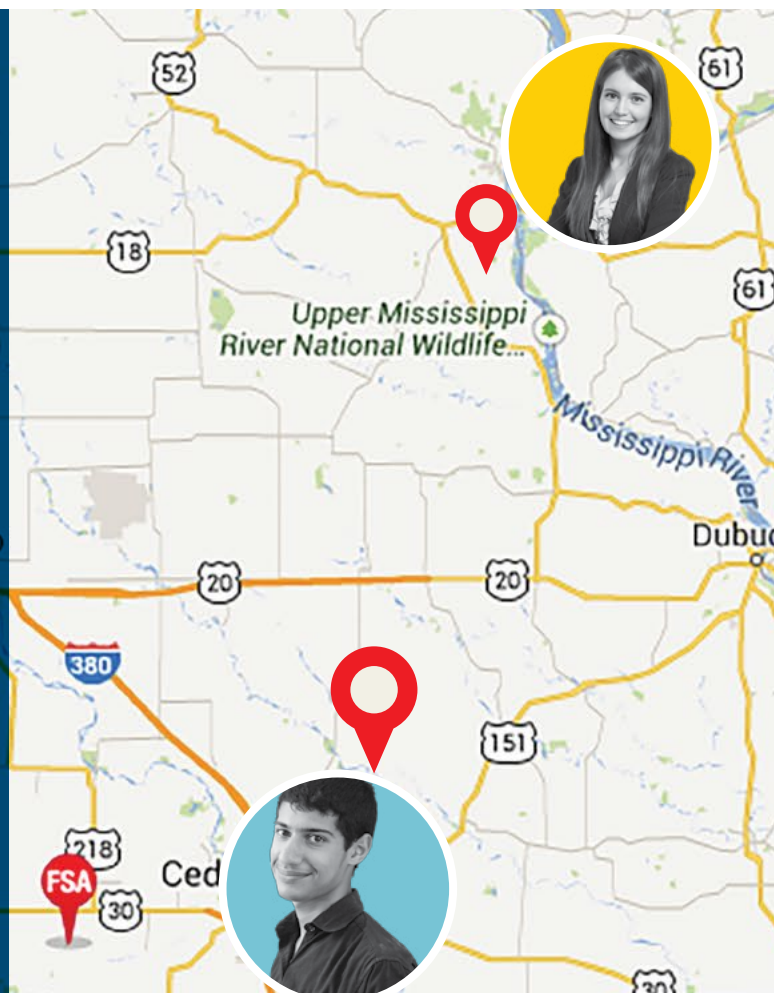 52
61
18
61
Upper Mississippi
River National Wildlife...
Mississippi River
Dubuq
20
20
380
151
218
FSA
Ced
30
30